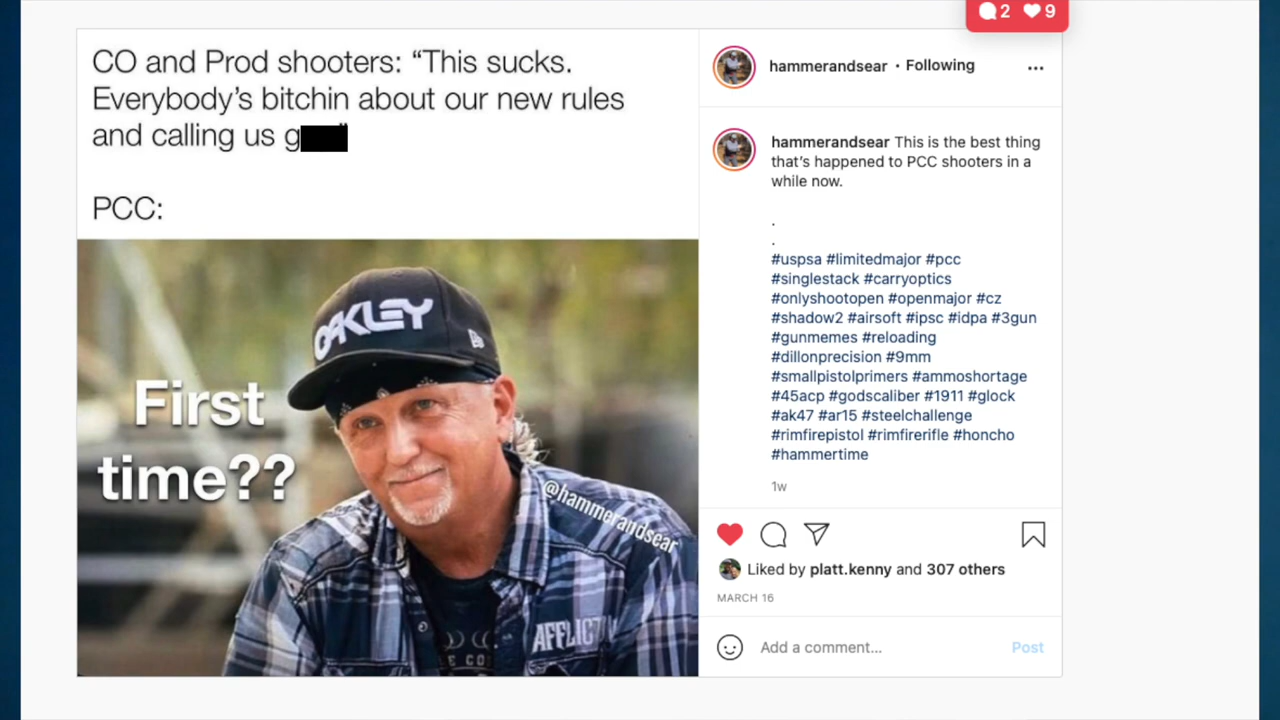 2 9
CO and Prod shooters: “This sucks.
Everybody’s bitchin about our new rules
and calling us g
PCC:
OAKLEY
First
time??
@hammerandsear
hammerandsear • Following
hammerandsear This is the best thing
that’s happened to PCC shooters in a
while now.
.
.
#uspsa #limitedmajor #pcc
#singlestack #carryoptics
#onlyshootopen #openmajor #cz
#shadow2 #airsoft #ipsc #idpa #3gun
#gunmemes #reloading
#dillonprecision #9mm
#smallpistolprimers #ammoshortage
#45acp #godscaliber #1911 #glock
#ak47 #ar15 #steelchallenge
#rimfirepistol #rimfirerifle #honcho
#hammertime
1w
Liked by platt.kenny and 307 others
MARCH 16
Add a comment... Post